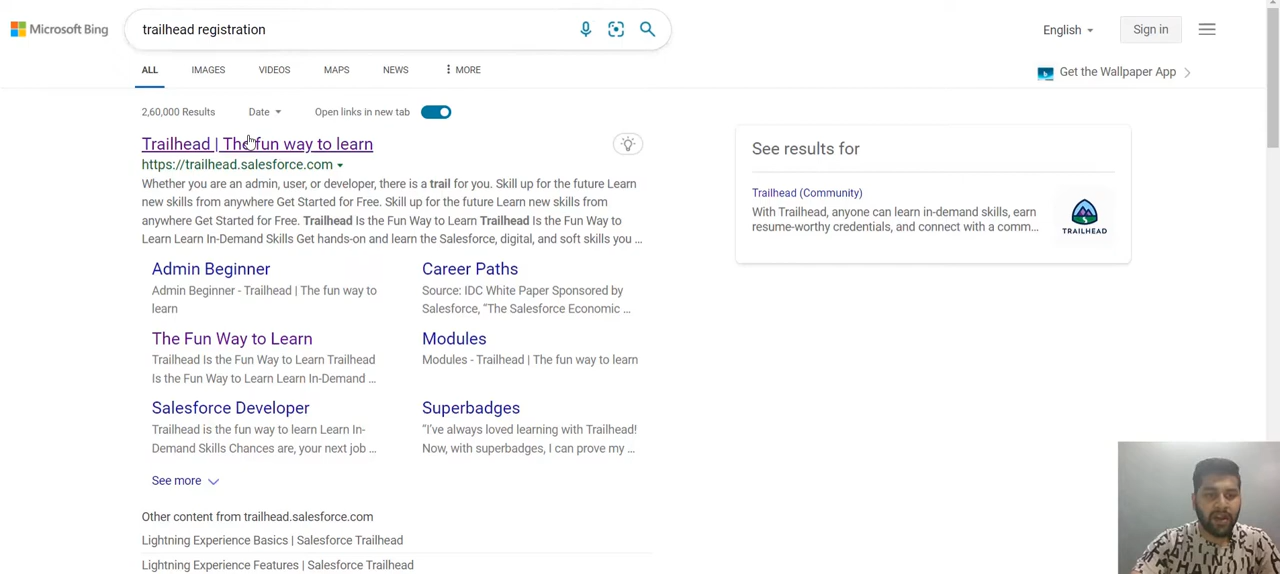 Microsoft Bing
trailhead registration
English
Sign in
ALL
IMAGES
VIDEOS
MAPS
NEWS
MORE
Get the Wallpaper App
2,60,000 Results
Date
Open links in new tab
Trailhead | The fun way to learn
https://trailhead.salesforce.com
Whether you are an admin, user, or developer, there is a trail for you. Skill up for the future Learn
new skills from anywhere Get Started for Free. Skill up for the future Learn new skills from
anywhere Get Started for Free. Trailhead Is the Fun Way to Learn Trailhead Is the Fun Way to
Learn Learn In-Demand Skills Get hands-on and learn the Salesforce, digital, and soft skills you ...
Admin Beginner
Admin Beginner - Trailhead | The fun way to
learn
Career Paths
Source: IDC White Paper Sponsored by
Salesforce, “The Salesforce Economic ...
The Fun Way to Learn
Trailhead Is the Fun Way to Learn Trailhead
Is the Fun Way to Learn Learn In-Demand ...
Modules
Modules - Trailhead | The fun way to learn
Salesforce Developer
Trailhead is the fun way to learn Learn In-
Demand Skills Chances are, your next job ...
Superbadges
“I’ve always loved learning with Trailhead!
Now, with superbadges, I can prove my ...
See more
Other content from trailhead.salesforce.com
Lightning Experience Basics | Salesforce Trailhead
Lightning Experience Features | Salesforce Trailhead
See results for
Trailhead (Community)
With Trailhead, anyone can learn in-demand skills, earn
resume-worthy credentials, and connect with a comm...
TRAILHEAD